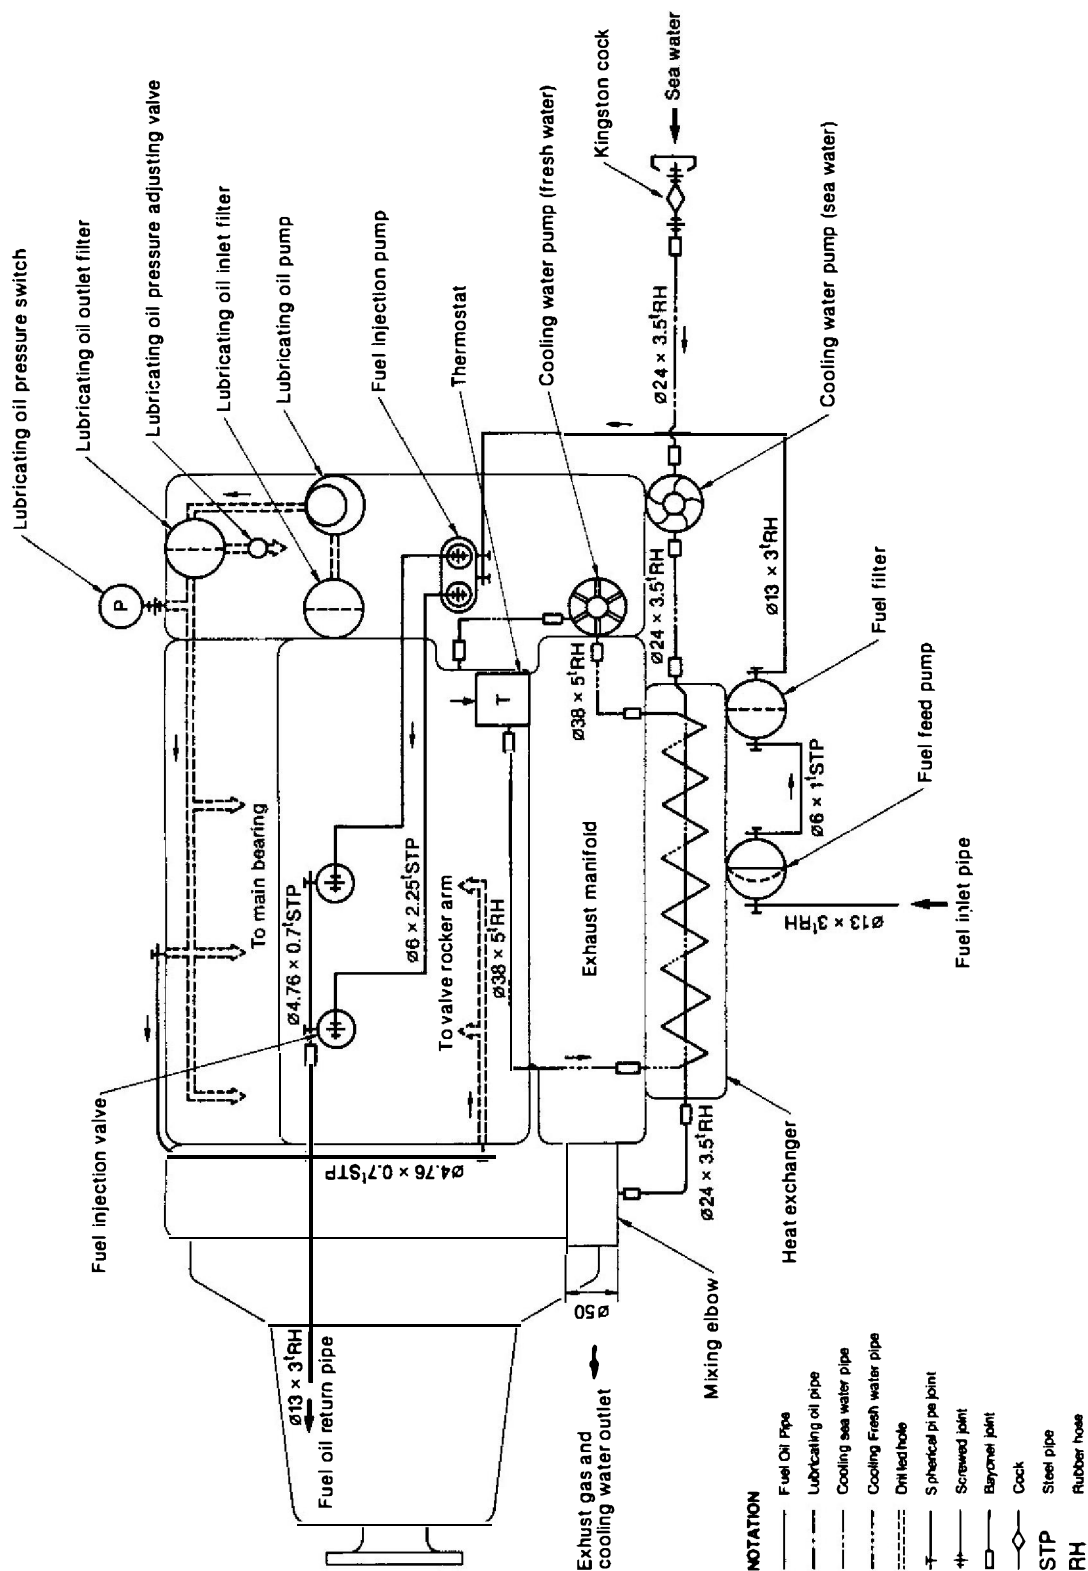 Lubricating oil pressure switch
Lubricating oil outlet filter
Lubricating oil pressure adjusting valve
Lubricating oil inlet filter
Lubricating oil pump
Fuel injection pump
Thermostat
Cooling water pump (fresh water)
Kingston cock
Sea water
Cooling water pump (sea water)
Ø24 × 3.5ᵗRH
P
T
Ø38 × 5ᵗRH
Ø24 × 3.5ᵗRH
Ø13 × 3ᵗRH
Fuel filter
Fuel feed pump
Ø6 × 1ᵗSTP
Ø13 × 3ᵗRH
Fuel inlet pipe
To main bearing
Ø4.76 × 0.7ᵗSTP
Ø6 × 2.25ᵗSTP
To valve rocker arm
Ø38 × 5ᵗRH
Exhaust manifold
Fuel injection valve
Ø4.76 × 0.7ᵗSTP
Ø24 × 3.5ᵗRH
Heat exchanger
Mixing elbow
Ø50
Ø13 × 3ᵗRH
Fuel oil return pipe
Exhust gas and
cooling water outlet
NOTATION
Fuel Oil Pipe
Lubricating oil pipe
Cooling sea water pipe
Cooling Fresh water pipe
Drilled hole
Spherical pipe joint
Screwed joint
Bayonet joint
Cock
STP Steel pipe
RH Rubber hose